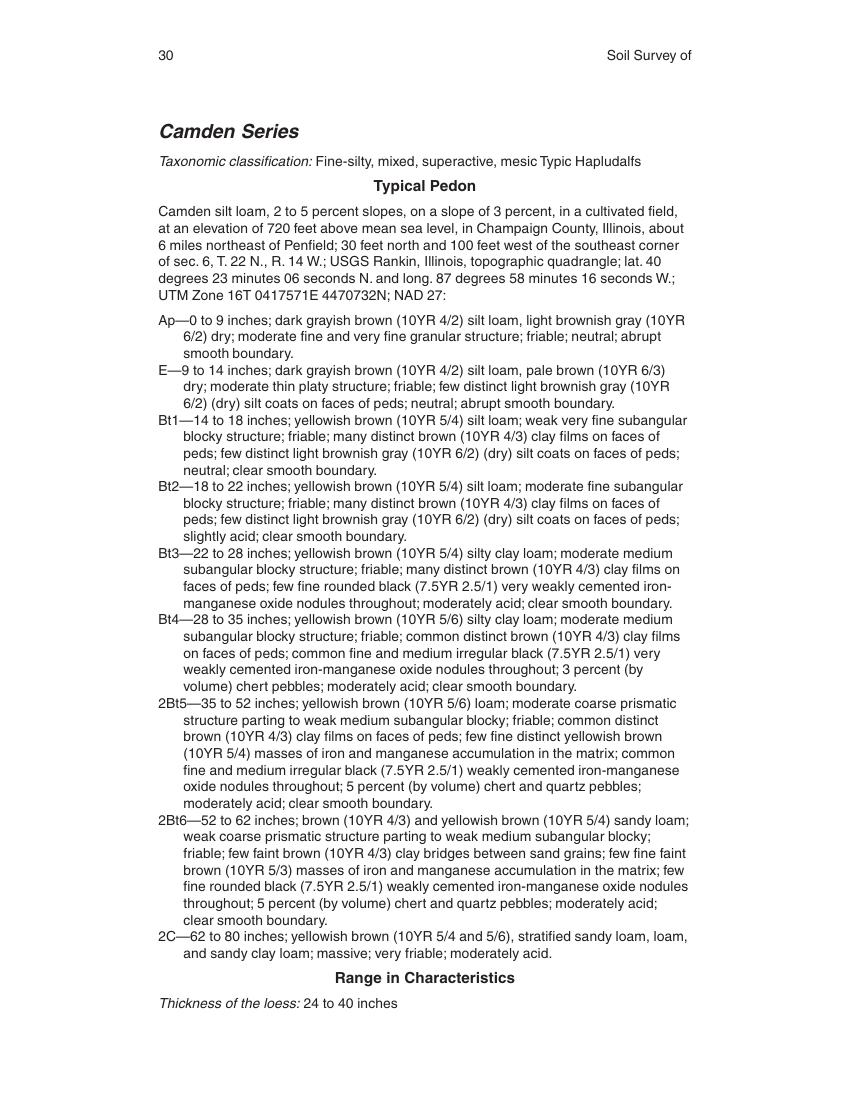 30
Soil Survey of
Camden Series
Taxonomic classification: Fine-silty, mixed, superactive, mesic Typic Hapludalfs
Typical Pedon
Camden silt loam, 2 to 5 percent slopes, on a slope of 3 percent, in a cultivated field,
at an elevation of 720 feet above mean sea level, in Champaign County, Illinois, about
6 miles northeast of Penfield; 30 feet north and 100 feet west of the southeast corner
of sec. 6, T. 22 N., R. 14 W.; USGS Rankin, Illinois, topographic quadrangle; lat. 40
degrees 23 minutes 06 seconds N. and long. 87 degrees 58 minutes 16 seconds W.;
UTM Zone 16T 0417571E 4470732N; NAD 27:
Ap—0 to 9 inches; dark grayish brown (10YR 4/2) silt loam, light brownish gray (10YR
6/2) dry; moderate fine and very fine granular structure; friable; neutral; abrupt
smooth boundary.
E—9 to 14 inches; dark grayish brown (10YR 4/2) silt loam, pale brown (10YR 6/3)
dry; moderate thin platy structure; friable; few distinct light brownish gray (10YR
6/2) (dry) silt coats on faces of peds; neutral; abrupt smooth boundary.
Bt1—14 to 18 inches; yellowish brown (10YR 5/4) silt loam; weak very fine subangular
blocky structure; friable; many distinct brown (10YR 4/3) clay films on faces of
peds; few distinct light brownish gray (10YR 6/2) (dry) silt coats on faces of peds;
neutral; clear smooth boundary.
Bt2—18 to 22 inches; yellowish brown (10YR 5/4) silt loam; moderate fine subangular
blocky structure; friable; many distinct brown (10YR 4/3) clay films on faces of
peds; few distinct light brownish gray (10YR 6/2) (dry) silt coats on faces of peds;
slightly acid; clear smooth boundary.
Bt3—22 to 28 inches; yellowish brown (10YR 5/4) silty clay loam; moderate medium
subangular blocky structure; friable; many distinct brown (10YR 4/3) clay films on
faces of peds; few fine rounded black (7.5YR 2.5/1) very weakly cemented iron-
manganese oxide nodules throughout; moderately acid; clear smooth boundary.
Bt4—28 to 35 inches; yellowish brown (10YR 5/6) silty clay loam; moderate medium
subangular blocky structure; friable; common distinct brown (10YR 4/3) clay films
on faces of peds; common fine and medium irregular black (7.5YR 2.5/1) very
weakly cemented iron-manganese oxide nodules throughout; 3 percent (by
volume) chert pebbles; moderately acid; clear smooth boundary.
2Bt5—35 to 52 inches; yellowish brown (10YR 5/6) loam; moderate coarse prismatic
structure parting to weak medium subangular blocky; friable; common distinct
brown (10YR 4/3) clay films on faces of peds; few fine distinct yellowish brown
(10YR 5/4) masses of iron and manganese accumulation in the matrix; common
fine and medium irregular black (7.5YR 2.5/1) weakly cemented iron-manganese
oxide nodules throughout; 5 percent (by volume) chert and quartz pebbles;
moderately acid; clear smooth boundary.
2Bt6—52 to 62 inches; brown (10YR 4/3) and yellowish brown (10YR 5/4) sandy loam;
weak coarse prismatic structure parting to weak medium subangular blocky;
friable; few faint brown (10YR 4/3) clay bridges between sand grains; few fine faint
brown (10YR 5/3) masses of iron and manganese accumulation in the matrix; few
fine rounded black (7.5YR 2.5/1) weakly cemented iron-manganese oxide nodules
throughout; 5 percent (by volume) chert and quartz pebbles; moderately acid;
clear smooth boundary.
2C—62 to 80 inches; yellowish brown (10YR 5/4 and 5/6), stratified sandy loam, loam,
and sandy clay loam; massive; very friable; moderately acid.
Range in Characteristics
Thickness of the loess: 24 to 40 inches